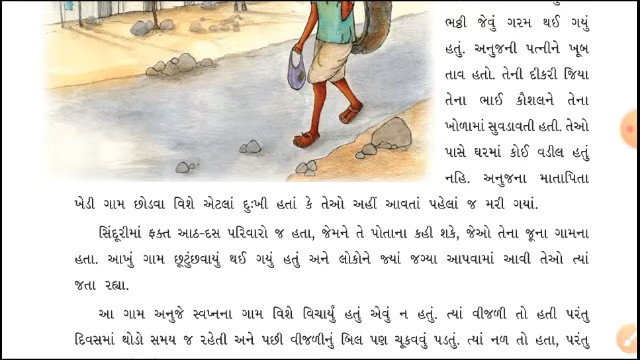 ભઠ્ઠી જેવું ગરમ થઈ ગયું
હતું. અનુજની પત્નીને ખૂબ
તાવ હતો. તેની દીકરી જિયા
તેના ભાઈ કૌશલને તેના
ખોળામાં સુવડાવતી હતી. તેઓ
પાસે ઘરમાં કોઈ વડીલ હતું
નહિ. અનુજના માતાપિતા
ખેડી ગામ છોડવા વિશે એટલાં દુઃખી હતાં કે તેઓ અહીં આવતાં પહેલાં જ મરી ગયાં.
સિંદૂરીમાં ફક્ત આઠ-દસ પરિવારો જ હતા, જેમને તે પોતાના કહી શકે, જેઓ તેના જૂના ગામના
હતા. આખું ગામ છૂટુંછવાયું થઈ ગયું હતું અને લોકોને જ્યાં જગ્યા આપવામાં આવી તેઓ ત્યાં
જતા રહ્યા.
આ ગામ અનુજે સ્વપ્નના ગામ વિશે વિચાર્યું હતું એવું ન હતું. ત્યાં વીજળી તો હતી પરંતુ
દિવસમાં થોડો સમય જ રહેતી અને પછી વીજળીનું બિલ પણ ચૂકવવું પડતું. ત્યાં નળ તો હતા, પરંતુ